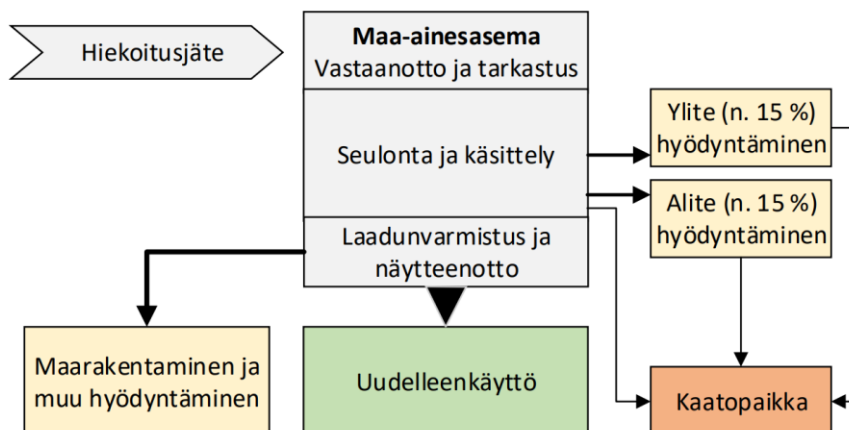 Hiekoitusjäte
Maa-ainesasema
Vastaanotto ja tarkastus
Seulonta ja käsittely
Laadunvarmistus ja
näytteenotto
Ylite (n. 15 %)
hyödyntäminen
Alite (n. 15 %)
hyödyntäminen
Maarakentaminen ja
muu hyödyntäminen
Uudelleenkäyttö
Kaatopaikka